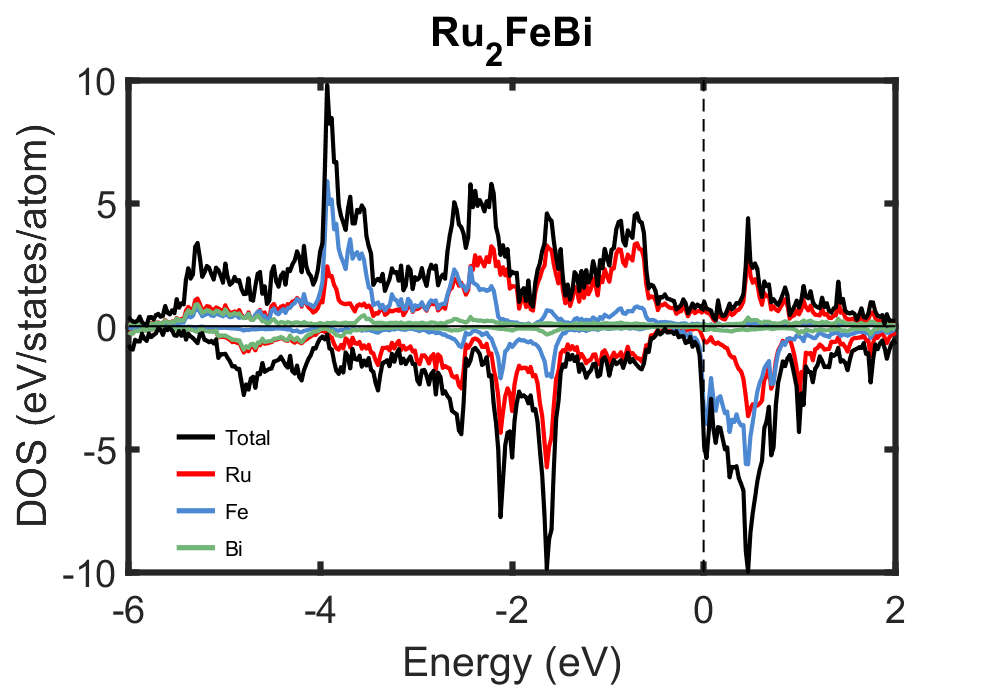 Ru2FeBi
DOS (eV/states/atom)
10
5
0
-5
-10
Total
Ru
Fe
Bi
-6 -4 -2 0 2
Energy (eV)